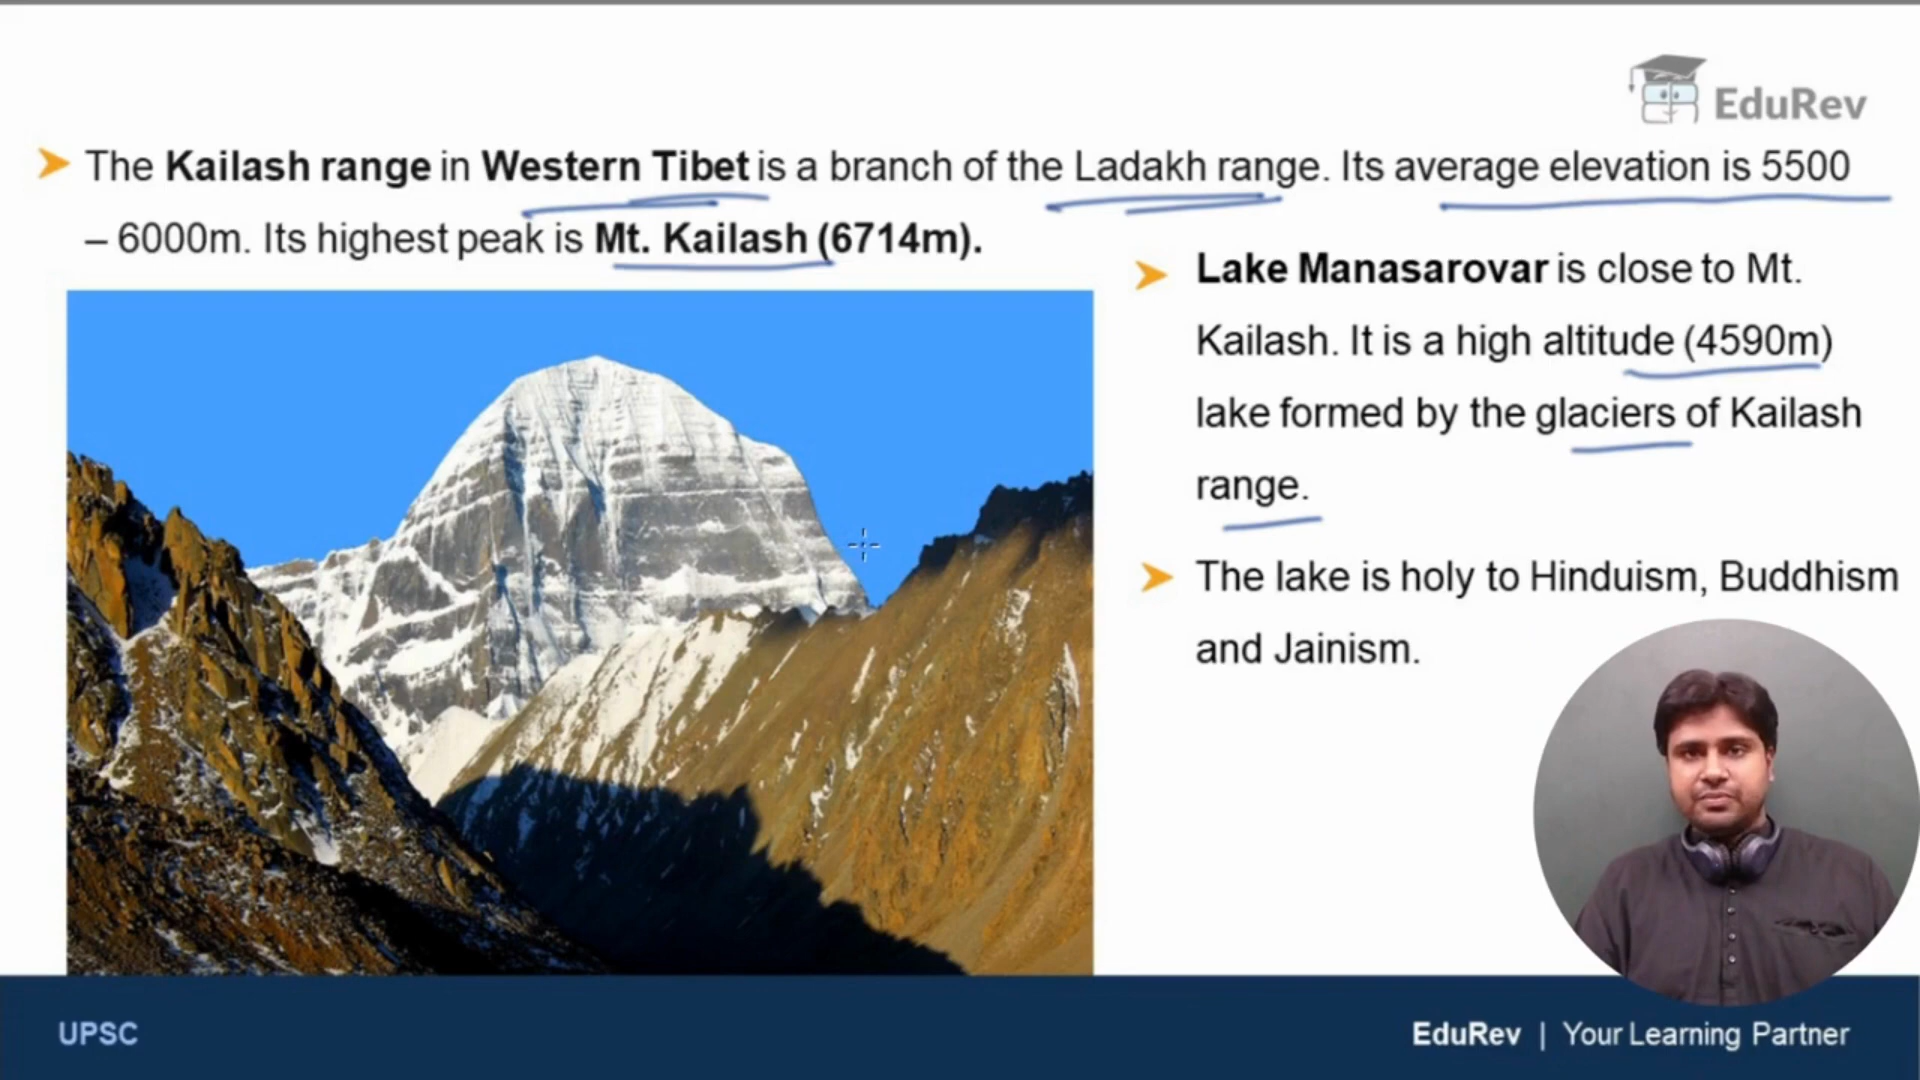 EduRev
The Kailash range in Western Tibet is a branch of the Ladakh range. Its average elevation is 5500
– 6000m. Its highest peak is Mt. Kailash (6714m).
Lake Manasarovar is close to Mt.
Kailash. It is a high altitude (4590m)
lake formed by the glaciers of Kailash
range.
The lake is holy to Hinduism, Buddhism
and Jainism.
UPSC
EduRev | Your Learning Partner